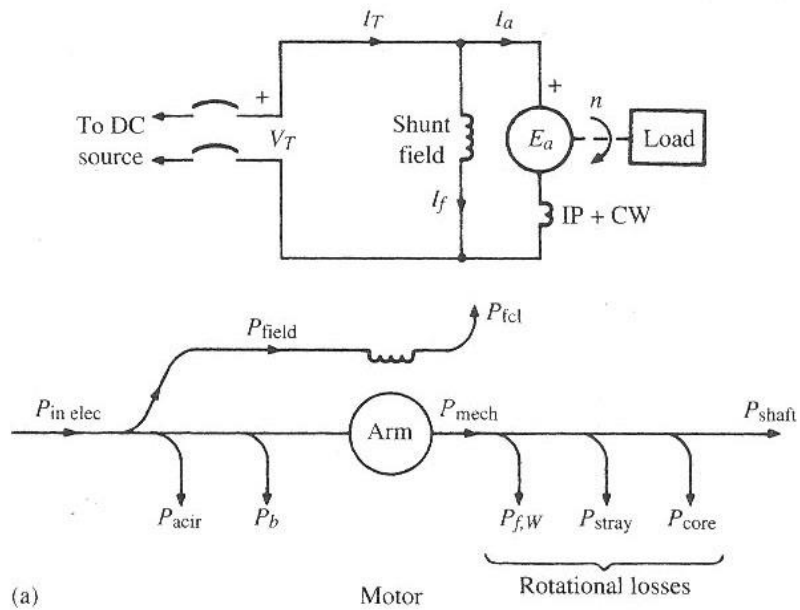 I_T
I_a
+
+
n
To DC
source
V_T
Shunt
field
E_a
Load
I_f
IP + CW
P_field
P_fcl
P_in elec
Arm
P_mech
P_shaft
P_acir
P_b
P_f,W
P_stray
P_core
Rotational losses
(a)
Motor